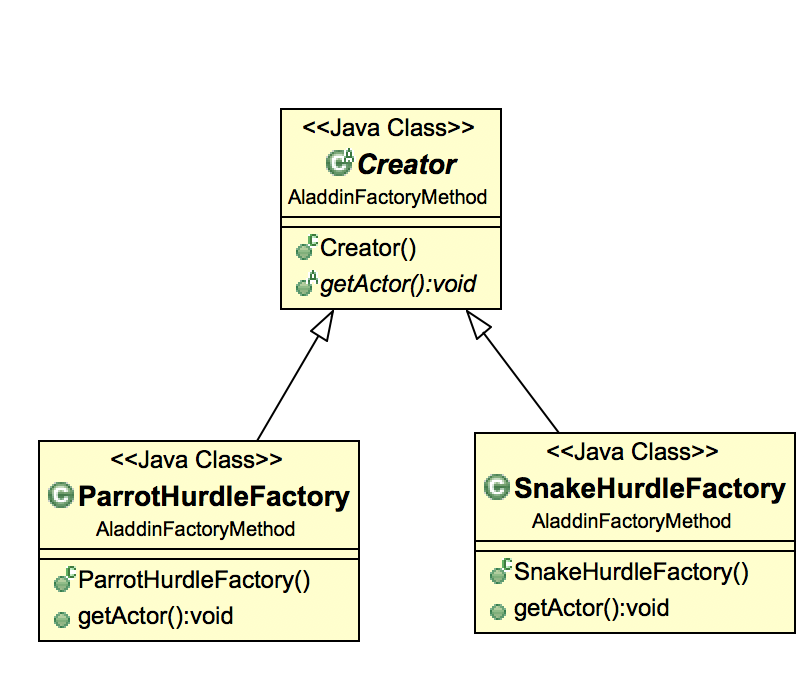 <<Java Class>>
Creator
AladdinFactoryMethod
Creator()
getActor():void
<<Java Class>>
ParrotHurdleFactory
AladdinFactoryMethod
ParrotHurdleFactory()
getActor():void
<<Java Class>>
SnakeHurdleFactory
AladdinFactoryMethod
SnakeHurdleFactory()
getActor():void